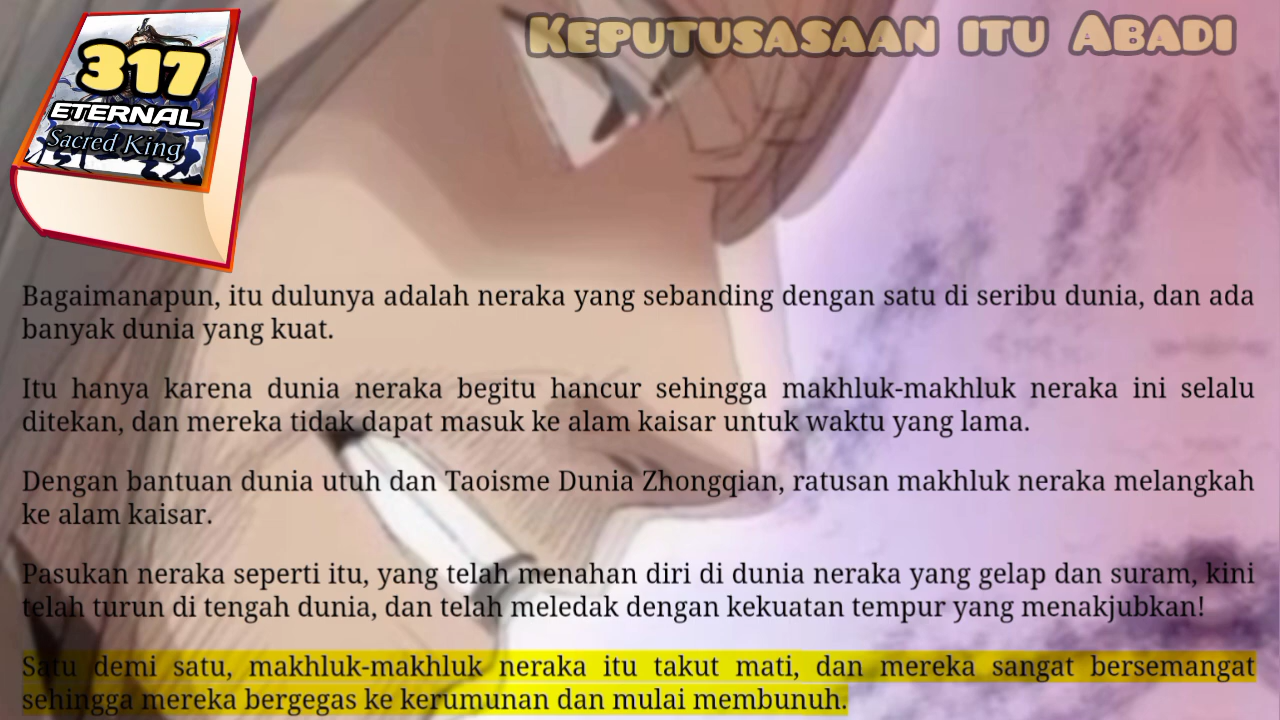 Keputusasaan itu Abadi
317
ETERNAL
Sacred King
Bagaimanapun, itu dulunya adalah neraka yang sebanding dengan satu di seribu dunia, dan ada
banyak dunia yang kuat.
Itu hanya karena dunia neraka begitu hancur sehingga makhluk-makhluk neraka ini selalu
ditekan, dan mereka tidak dapat masuk ke alam kaisar untuk waktu yang lama.
Dengan bantuan dunia utuh dan Taoisme Dunia Zhongqian, ratusan makhluk neraka melangkah
ke alam kaisar.
Pasukan neraka seperti itu, yang telah menahan diri di dunia neraka yang gelap dan suram, kini
telah turun di tengah dunia, dan telah meledak dengan kekuatan tempur yang menakjubkan!
Satu demi satu, makhluk-makhluk neraka itu takut mati, dan mereka sangat bersemangat
sehingga mereka bergegas ke kerumunan dan mulai membunuh.